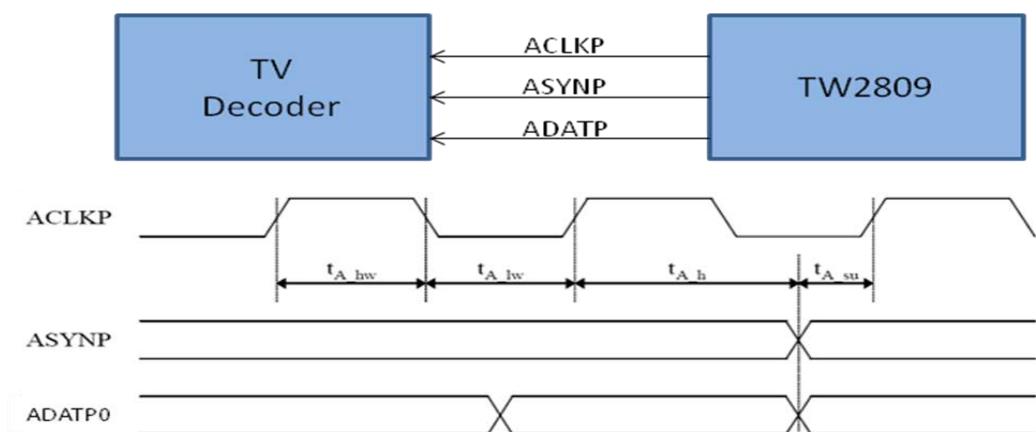 TV
Decoder
ACLKP
ASYNP
ADATP
TW2809
ACLKP
tA_hw
tA_lw
tA_h
tA_su
ASYNP
ADATP0